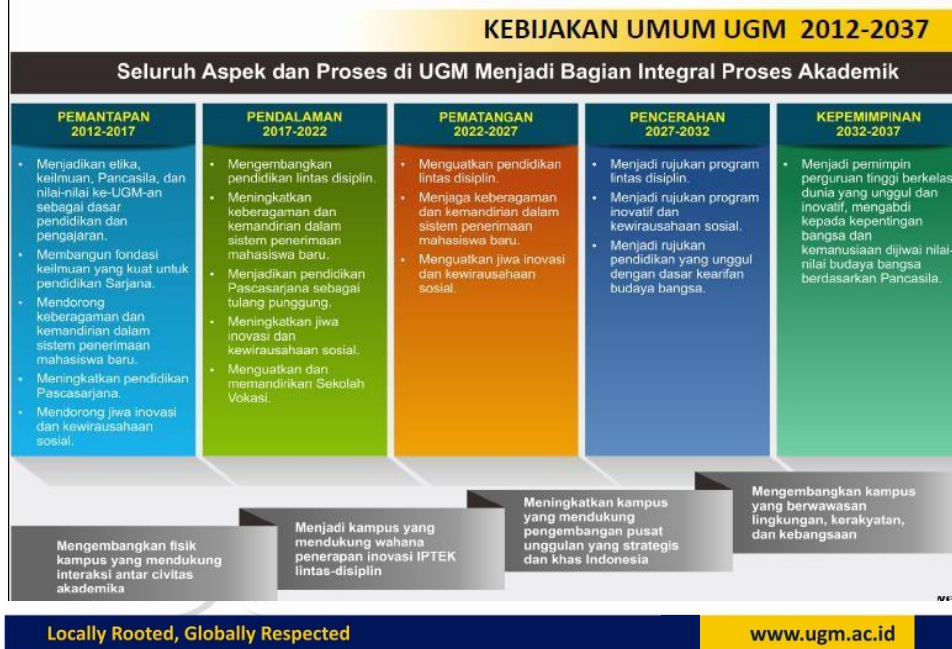 KEBIJAKAN UMUM UGM 2012-2037
Seluruh Aspek dan Proses di UGM Menjadi Bagian Integral Proses Akademik
PEMANTAPAN
2012-2017
• Menjadikan etika,
keilmuan, Pancasila, dan
nilai-nilai ke-UGM-an
sebagai dasar
pendidikan dan
pengajaran.
• Membangun fondasi
keilmuan yang kuat untuk
pendidikan Sarjana.
• Mendorong
keberagaman dan
kemandirian dalam
sistem penerimaan
mahasiswa baru.
• Meningkatkan pendidikan
Pascasarjana.
• Mendorong jiwa inovasi
dan kewirausahaan
sosial.
PENDALAMAN
2017-2022
• Mengembangkan
pendidikan lintas disiplin.
• Meningkatkan
keberagaman dan
kemandirian dalam
sistem penerimaan
mahasiswa baru.
• Menjadikan pendidikan
Pascasarjana sebagai
tulang punggung.
• Meningkatkan jiwa
inovasi dan
kewirausahaan sosial.
• Menguatkan dan
memandirikan Sekolah
Vokasi.
PEMATANGAN
2022-2027
• Menguatkan pendidikan
lintas disiplin.
• Menjaga keberagaman
dan kemandirian dalam
sistem penerimaan
mahasiswa baru.
• Menguatkan jiwa inovasi
dan kewirausahaan
sosial.
PENCERAHAN
2027-2032
• Menjadi rujukan program
lintas disiplin.
• Menjadi rujukan program
inovatif dan
kewirausahaan sosial.
• Menjadi rujukan
pendidikan yang unggul
dengan dasar kearifan
budaya bangsa.
KEPEMIMPINAN
2032-2037
• Menjadi pemimpin
perguruan tinggi berkelas
dunia yang unggul dan
inovatif, mengabdi
kepada kepentingan
bangsa dan
kemanusiaan dijiwai nilai-
nilai budaya bangsa
berdasarkan Pancasila.
Mengembangkan fisik
kampus yang mendukung
interaksi antar civitas
akademika
Menjadi kampus yang
mendukung wahana
penerapan inovasi IPTEK
lintas-disiplin
Meningkatkan kampus
yang mendukung
pengembangan pusat
unggulan yang strategis
dan khas Indonesia
Mengembangkan kampus
yang berwawasan
lingkungan, kerakyatan,
dan kebangsaan
Locally Rooted, Globally Respected
www.ugm.ac.id